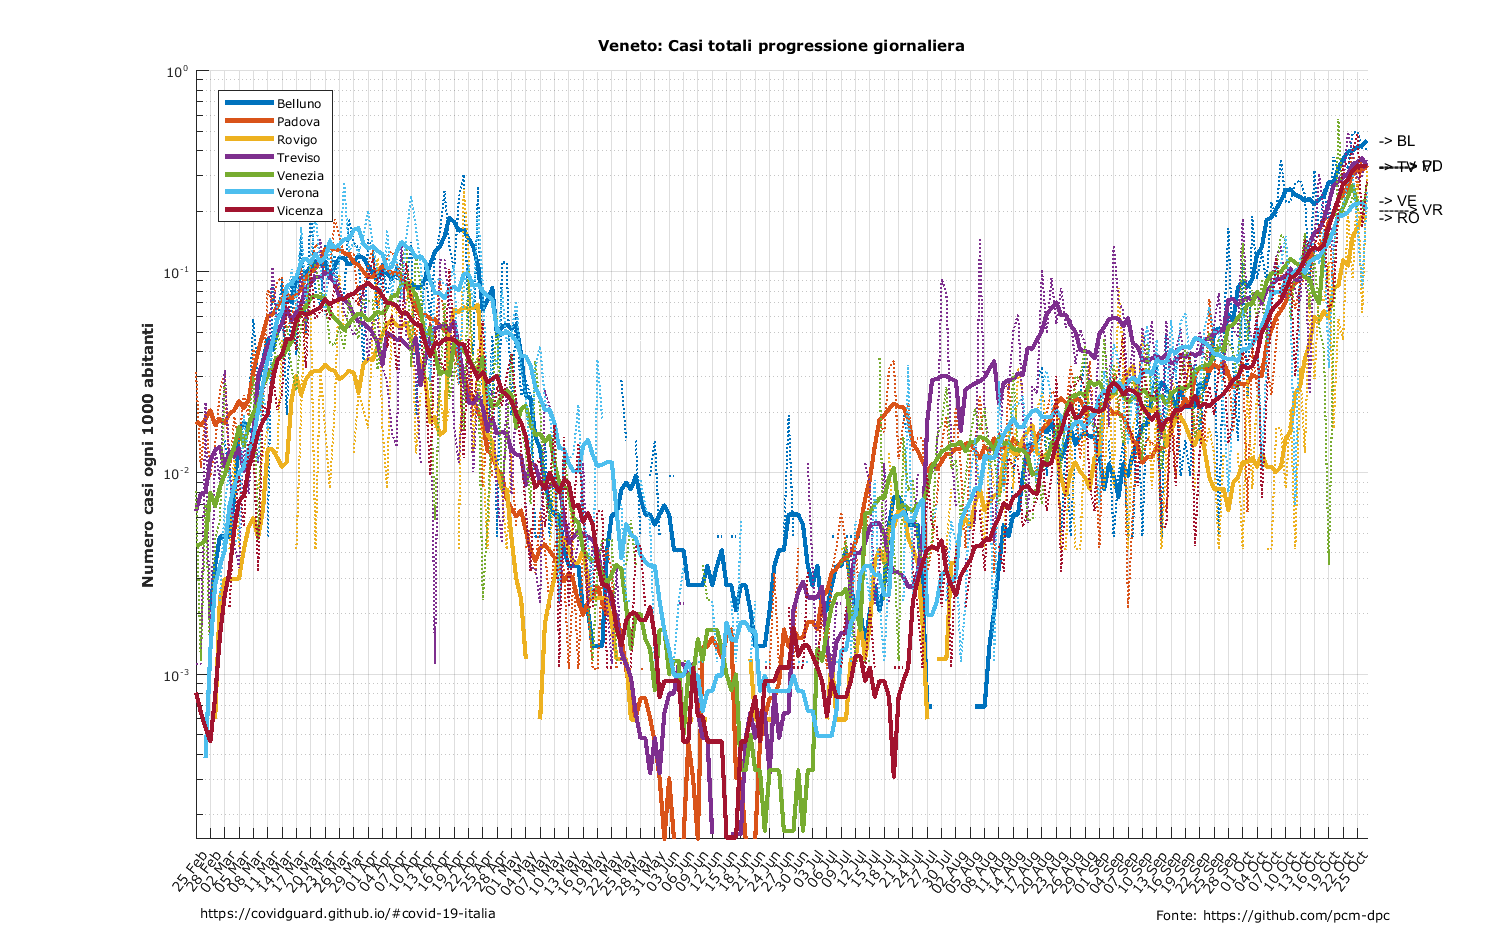 Veneto: Casi totali progressione giornaliera
Numero casi ogni 1000 abitanti
10⁰
10⁻¹
10⁻²
10⁻³
Belluno
Padova
Rovigo
Treviso
Venezia
Verona
Vicenza
-> BL
-> PD
-> VE
-> VR
-> RO
25 Feb
28 Feb
02 Mar
05 Mar
08 Mar
11 Mar
14 Mar
17 Mar
20 Mar
23 Mar
26 Mar
29 Mar
01 Apr
04 Apr
07 Apr
10 Apr
13 Apr
16 Apr
19 Apr
22 Apr
25 Apr
28 Apr
01 May
04 May
07 May
10 May
13 May
16 May
19 May
22 May
25 May
28 May
31 May
03 Jun
06 Jun
09 Jun
12 Jun
15 Jun
18 Jun
21 Jun
24 Jun
27 Jun
30 Jun
03 Jul
06 Jul
09 Jul
12 Jul
15 Jul
18 Jul
21 Jul
24 Jul
27 Jul
30 Jul
02 Aug
05 Aug
08 Aug
11 Aug
14 Aug
17 Aug
20 Aug
23 Aug
26 Aug
29 Aug
01 Sep
04 Sep
07 Sep
10 Sep
13 Sep
16 Sep
19 Sep
22 Sep
25 Sep
28 Sep
01 Oct
04 Oct
07 Oct
10 Oct
13 Oct
16 Oct
19 Oct
22 Oct
25 Oct
https://covidguard.github.io/#covid-19-italia
Fonte: https://github.com/pcm-dpc